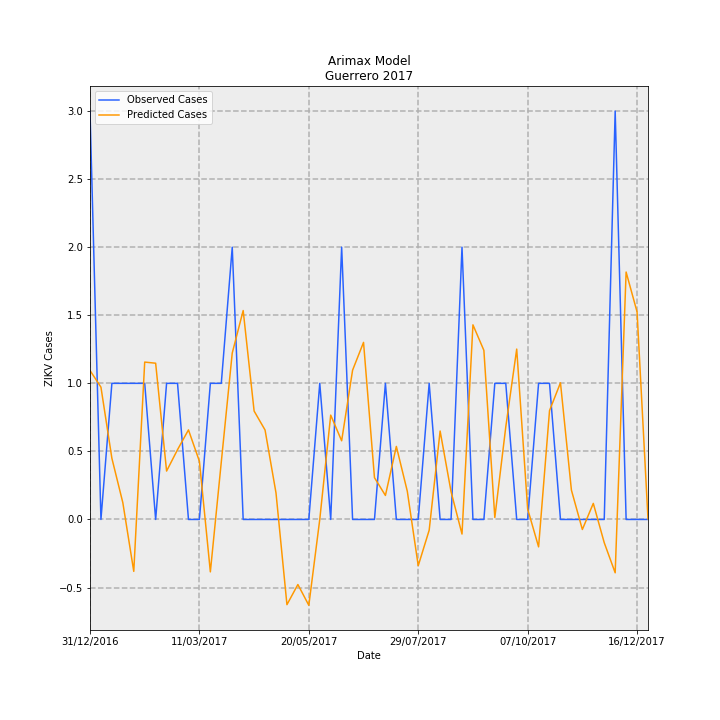 Arimax Model
Guerrero 2017
Observed Cases
Predicted Cases
3.0
2.5
2.0
1.5
1.0
0.5
0.0
−0.5
ZIKV Cases
31/12/2016 11/03/2017 20/05/2017 29/07/2017 07/10/2017 16/12/2017
Date